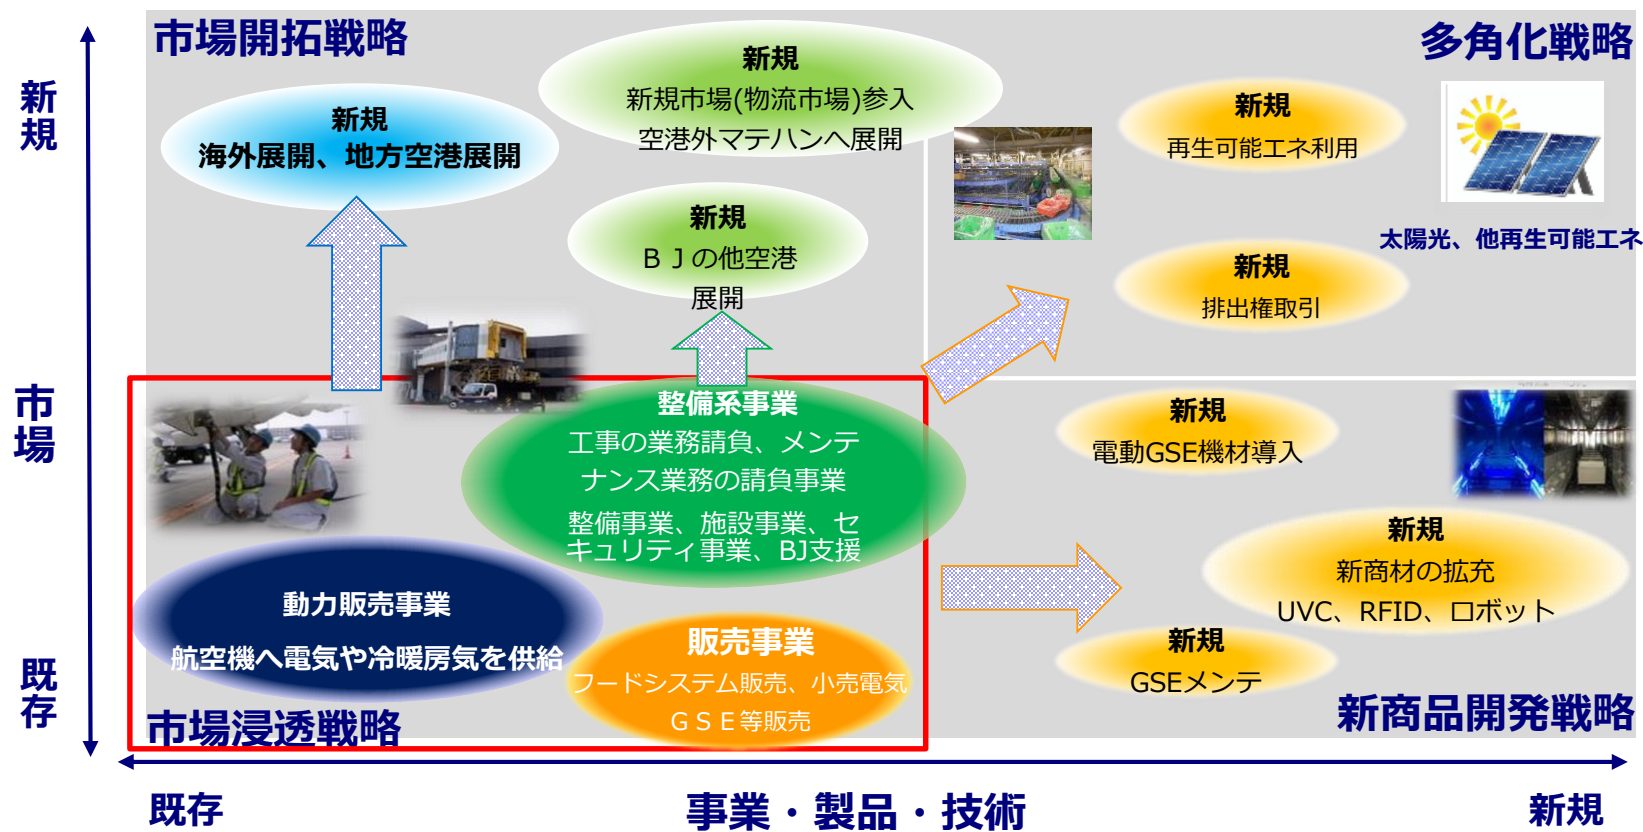 市場開拓戦略
多角化戦略
新規
新規
海外展開、地方空港展開
新規
新規市場(物流市場)参入
空港外マテハンへ展開
新規
ＢＪの他空港
展開
新規
再生可能エネ利用
太陽光、他再生可能エネ
新規
排出権取引
市場
整備系事業
工事の業務請負、メンテ
ナンス業務の請負事業
整備事業、施設事業、セ
キュリティ事業、BJ支援
動力販売事業
航空機へ電気や冷暖房気を供給
販売事業
フードシステム販売、小売電気
ＧＳＥ等販売
新規
電動GSE機材導入
新規
新商材の拡充
UVC、RFID、ロボット
新規
GSEメンテ
既存
市場浸透戦略
新商品開発戦略
既存
事業・製品・技術
新規